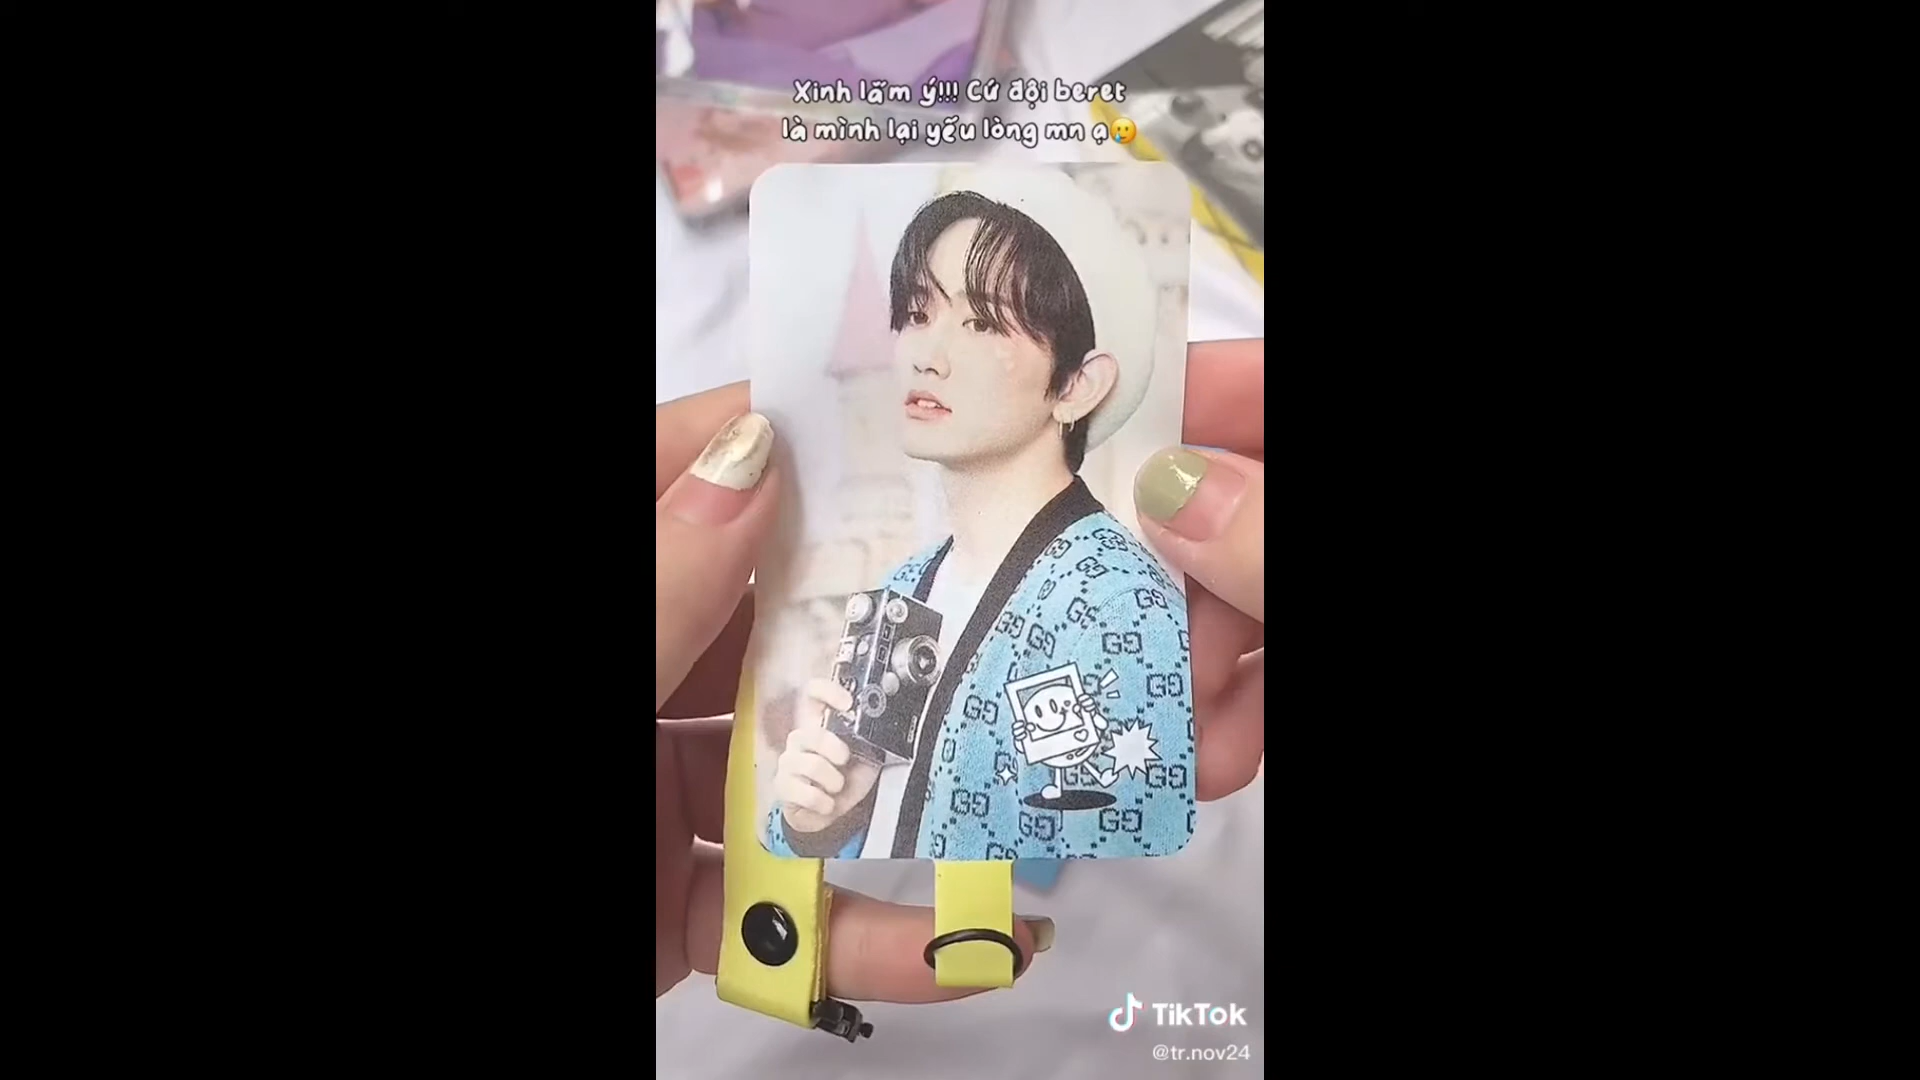 Xinh lắm ý!!! Cứ đội beret
là mình lại yếu lòng mn ạ🥲
TikTok
@tr.nov24